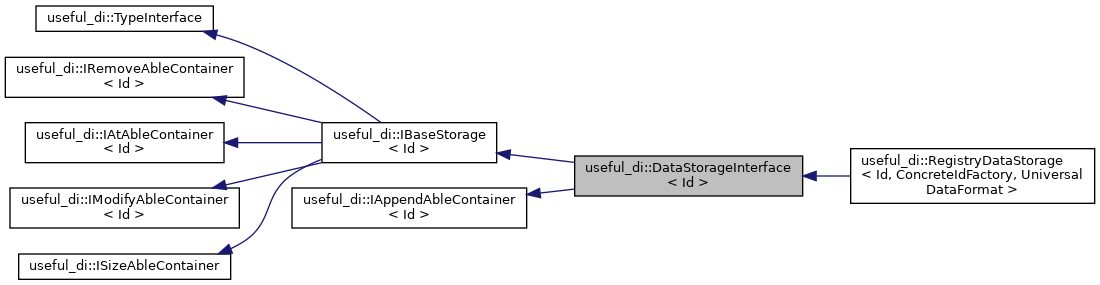 useful_di::TypeInterface
useful_di::IRemoveAbleContainer
< Id >
useful_di::IAtAbleContainer
< Id >
useful_di::IModifyAbleContainer
< Id >
useful_di::ISizeAbleContainer
useful_di::IBaseStorage
< Id >
useful_di::IAppendAbleContainer
< Id >
useful_di::DataStorageInterface
< Id >
useful_di::RegistryDataStorage
< Id, ConcreteIdFactory, Universal
DataFormat >